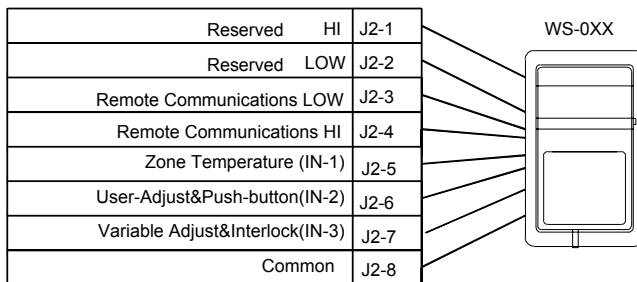 WS-0XX
Reserved HI J2-1
Reserved LOW J2-2
Remote Communications LOW J2-3
Remote Communications HI J2-4
Zone Temperature (IN-1) J2-5
User-Adjust&Push-button(IN-2) J2-6
Variable Adjust&Interlock(IN-3) J2-7
Common J2-8